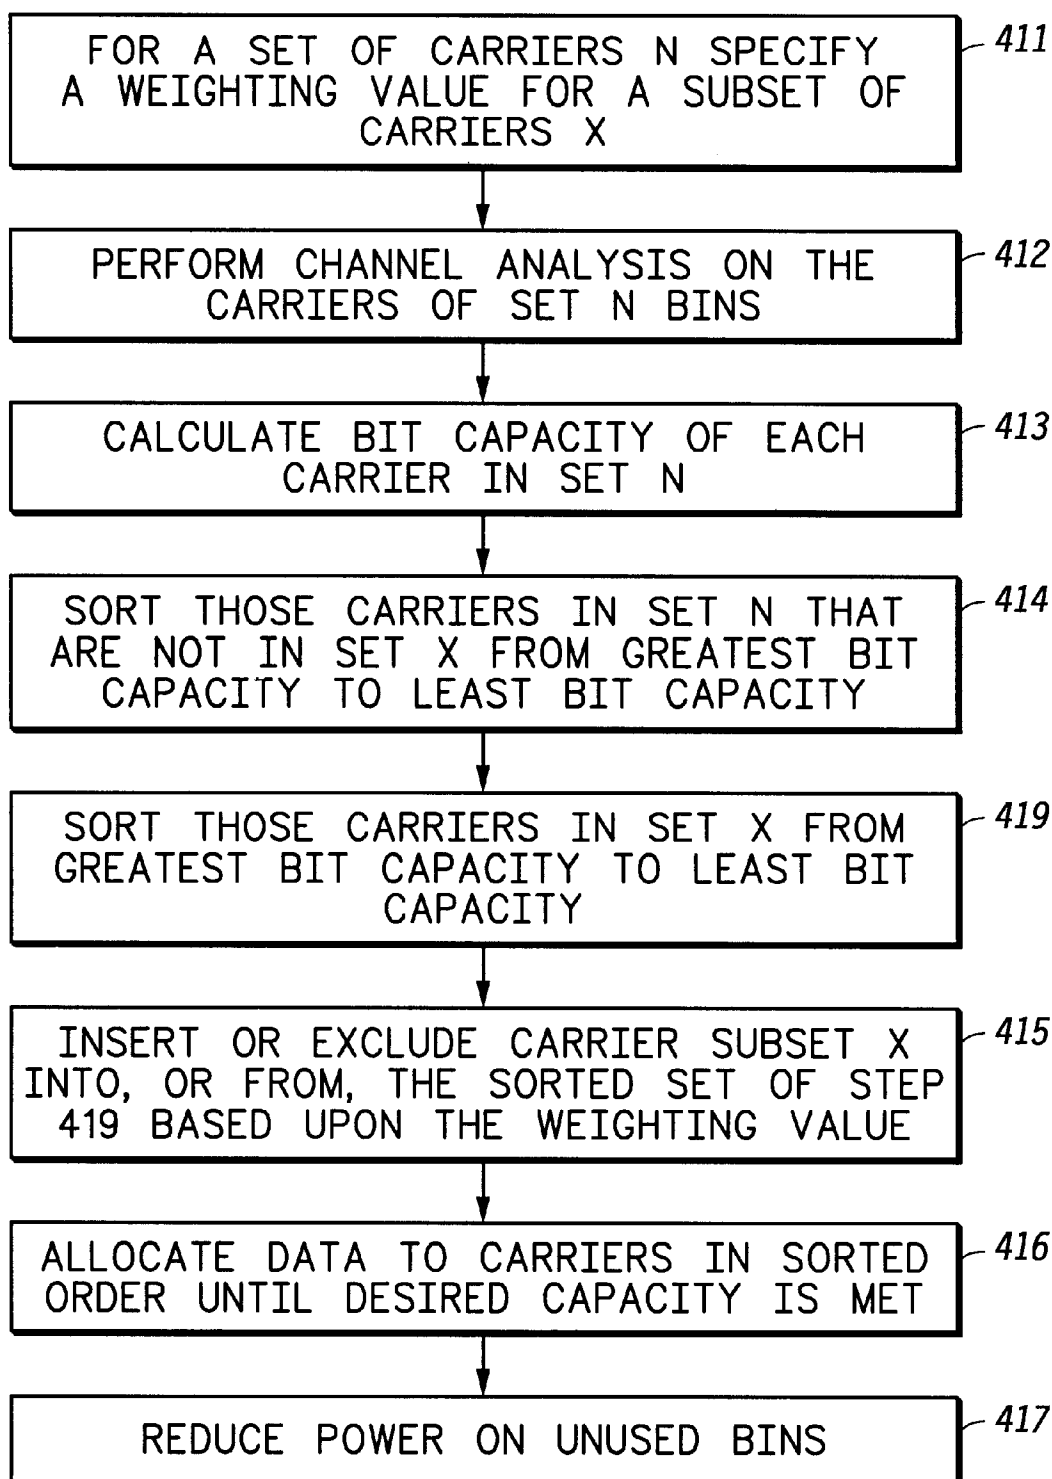 FOR A SET OF CARRIERS N SPECIFY
A WEIGHTING VALUE FOR A SUBSET OF
CARRIERS X
411
PERFORM CHANNEL ANALYSIS ON THE
CARRIERS OF SET N BINS
412
CALCULATE BIT CAPACITY OF EACH
CARRIER IN SET N
413
SORT THOSE CARRIERS IN SET N THAT
ARE NOT IN SET X FROM GREATEST BIT
CAPACITY TO LEAST BIT CAPACITY
414
SORT THOSE CARRIERS IN SET X FROM
GREATEST BIT CAPACITY TO LEAST BIT
CAPACITY
419
INSERT OR EXCLUDE CARRIER SUBSET X
INTO, OR FROM, THE SORTED SET OF STEP
419 BASED UPON THE WEIGHTING VALUE
415
ALLOCATE DATA TO CARRIERS IN SORTED
ORDER UNTIL DESIRED CAPACITY IS MET
416
REDUCE POWER ON UNUSED BINS
417